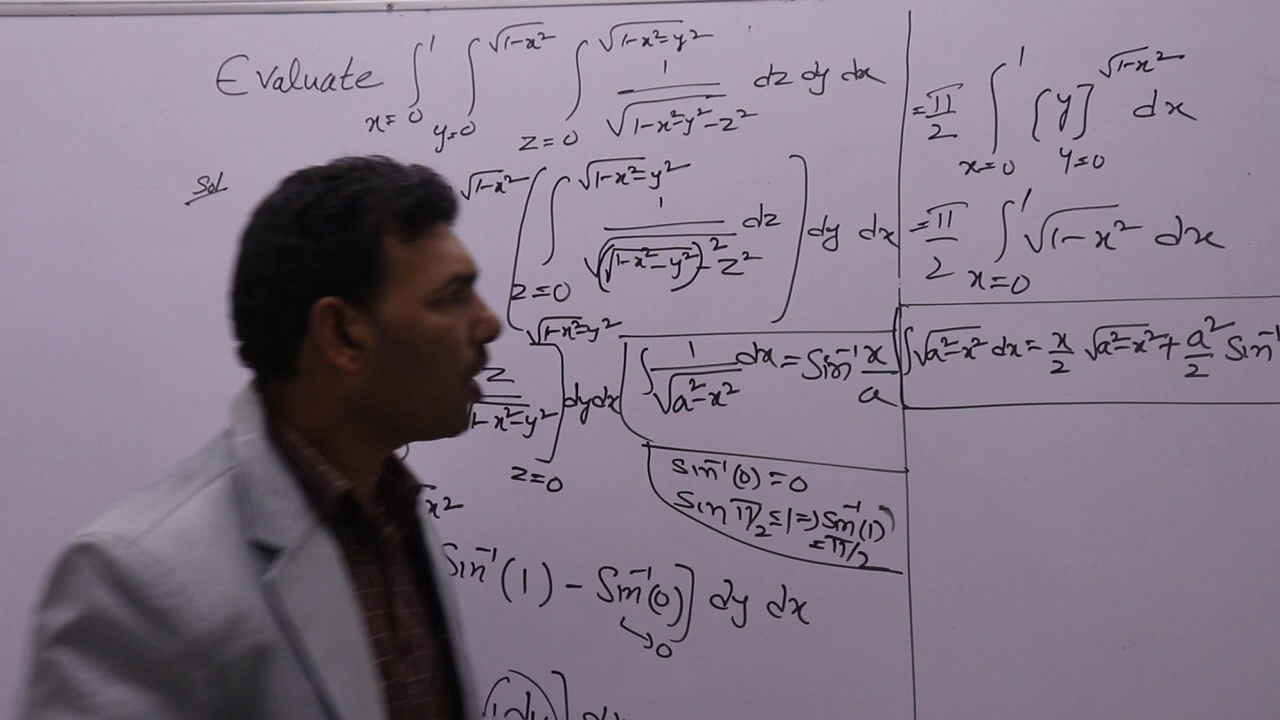 Evaluate ∫_{x=0}^{1} ∫_{y=0}^{√1-x²} ∫_{z=0}^{√1-x²-y²} 1/√1-x²-y²-z² dz dy dx
Sol
√1-x² ( ∫_{z=0}^{√1-x²-y²} 1/√(√1-x²-y²)²-z² dz ) dy dx
z/√1-x²-y² ]_{z=0}^{√1-x²-y²} dy dx
∫ 1/√a²-x² dx = Sin⁻¹ x/a
Sin⁻¹(0) = 0
Sin π/2 = 1 => Sin⁻¹(1)
= π/2
x²
Sin⁻¹(1) - Sin⁻¹(0) ] dy dx
↘ 0
dy ] dx
= π/2 ∫_{x=0}^{1} [y]_{y=0}^{√1-x²} dx
= π/2 ∫_{x=0}^{1} √1-x² dx
∫ √a²-x² dx = x/2 √a²-x² + a²/2 Sin⁻¹